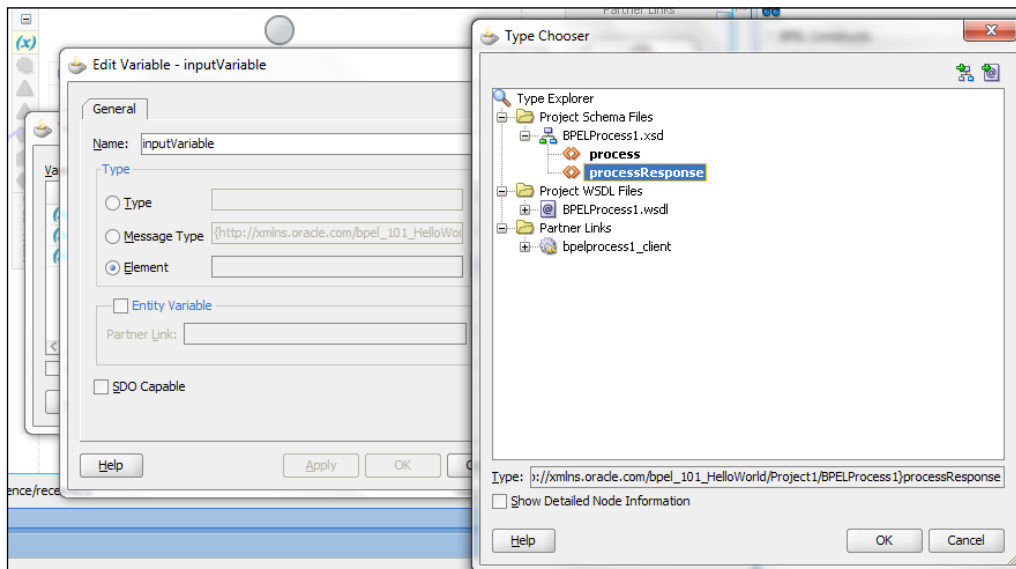 Partner Links
(x)
Edit Variable - inputVariable
General
Name: inputVariable
Type
Type
Message Type {http://xmlns.oracle.com/bpel_101_HelloWor
Element
Entity Variable
Partner Link:
SDO Capable
Help
Apply
OK
ence/rece
Type Chooser
Type Explorer
Project Schema Files
BPELProcess1.xsd
process
processResponse
Project WSDL Files
BPELProcess1.wsdl
Partner Links
bpelprocess1_client
Type: ://xmlns.oracle.com/bpel_101_HelloWorld/Project1/BPELProcess1}processResponse
Show Detailed Node Information
Help
OK
Cancel